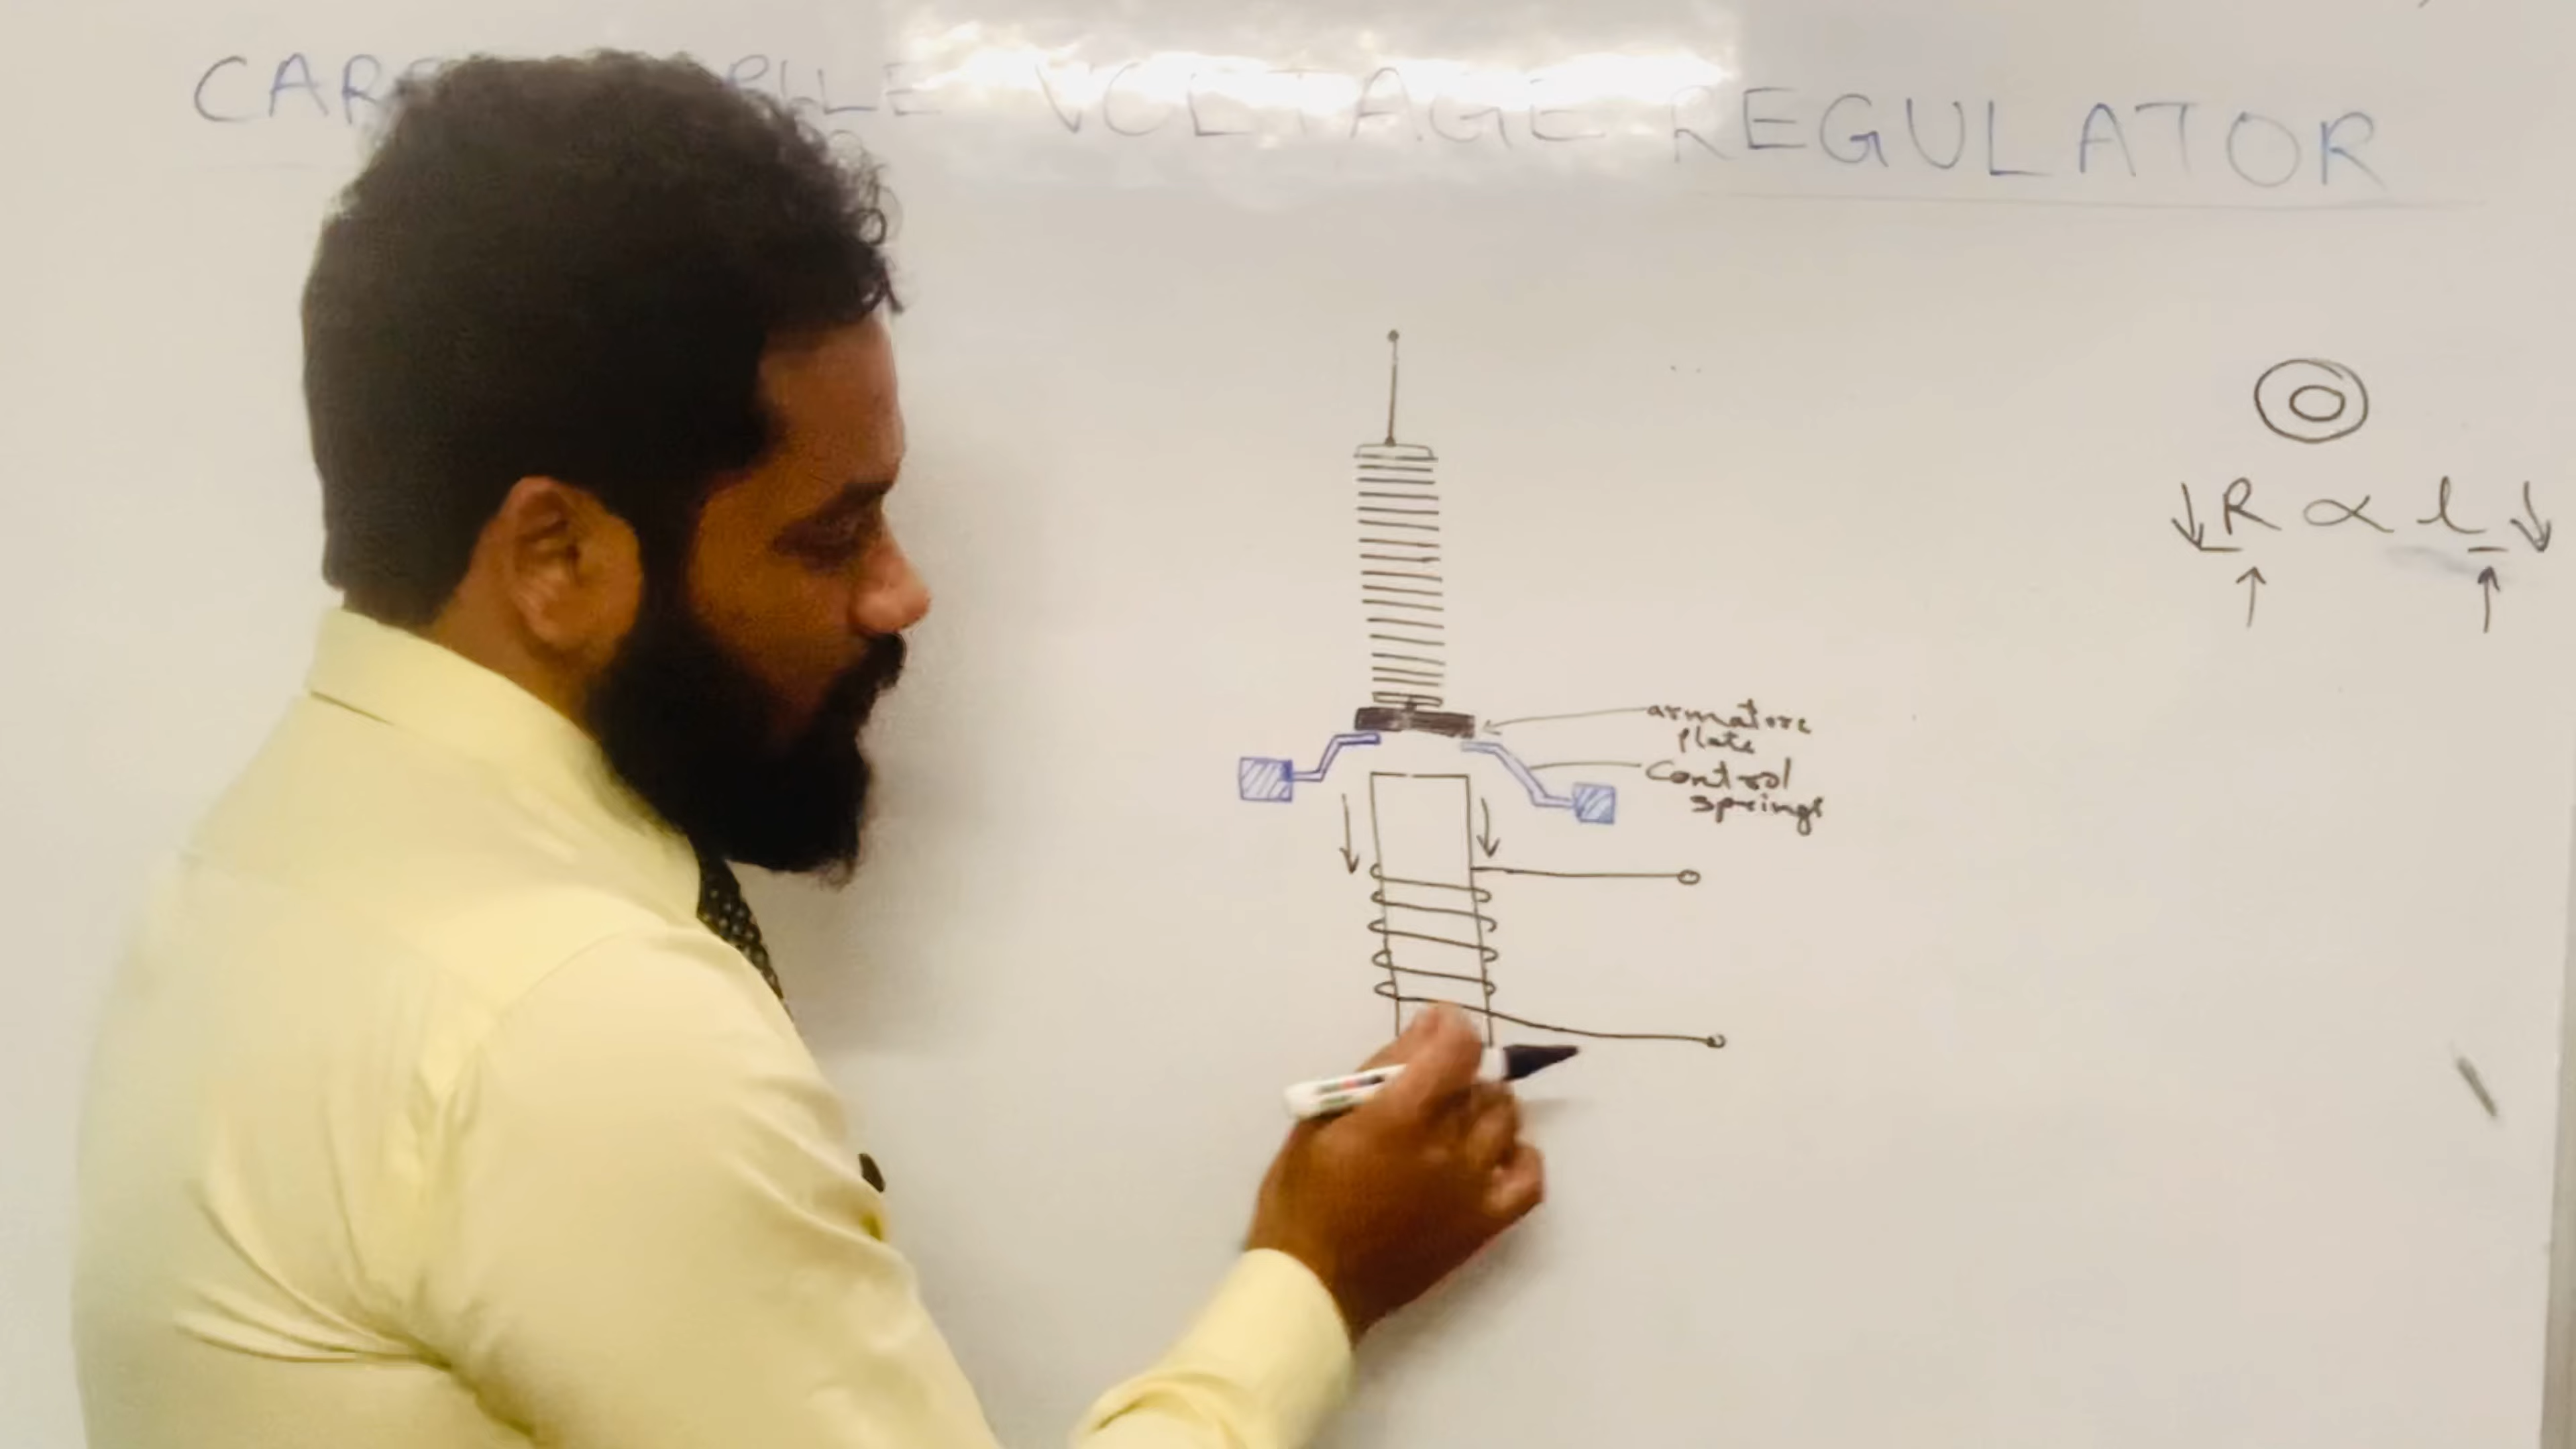 VOLTAGE REGULATOR
R ∝ l
armature
plate
Control
springs